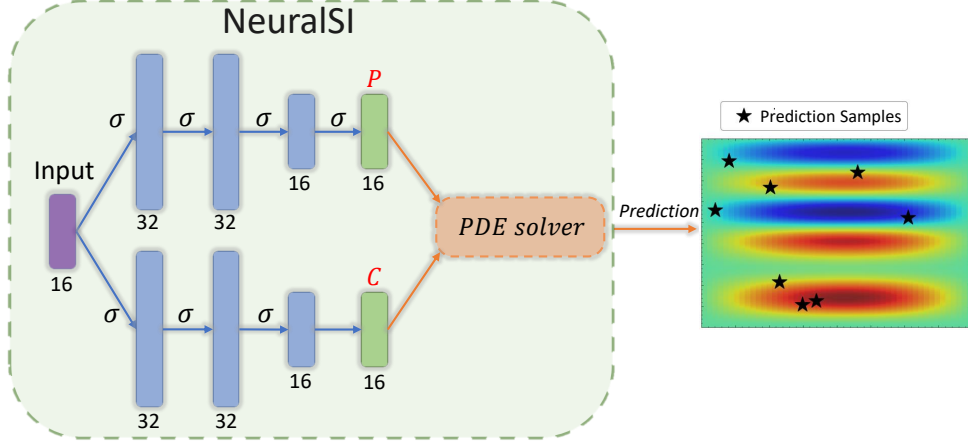 NeuralSI
P
σ σ σ σ
Input
16 16
32 32
16
C
σ σ σ
16 16
32 32
PDE solver
Prediction
★ Prediction Samples